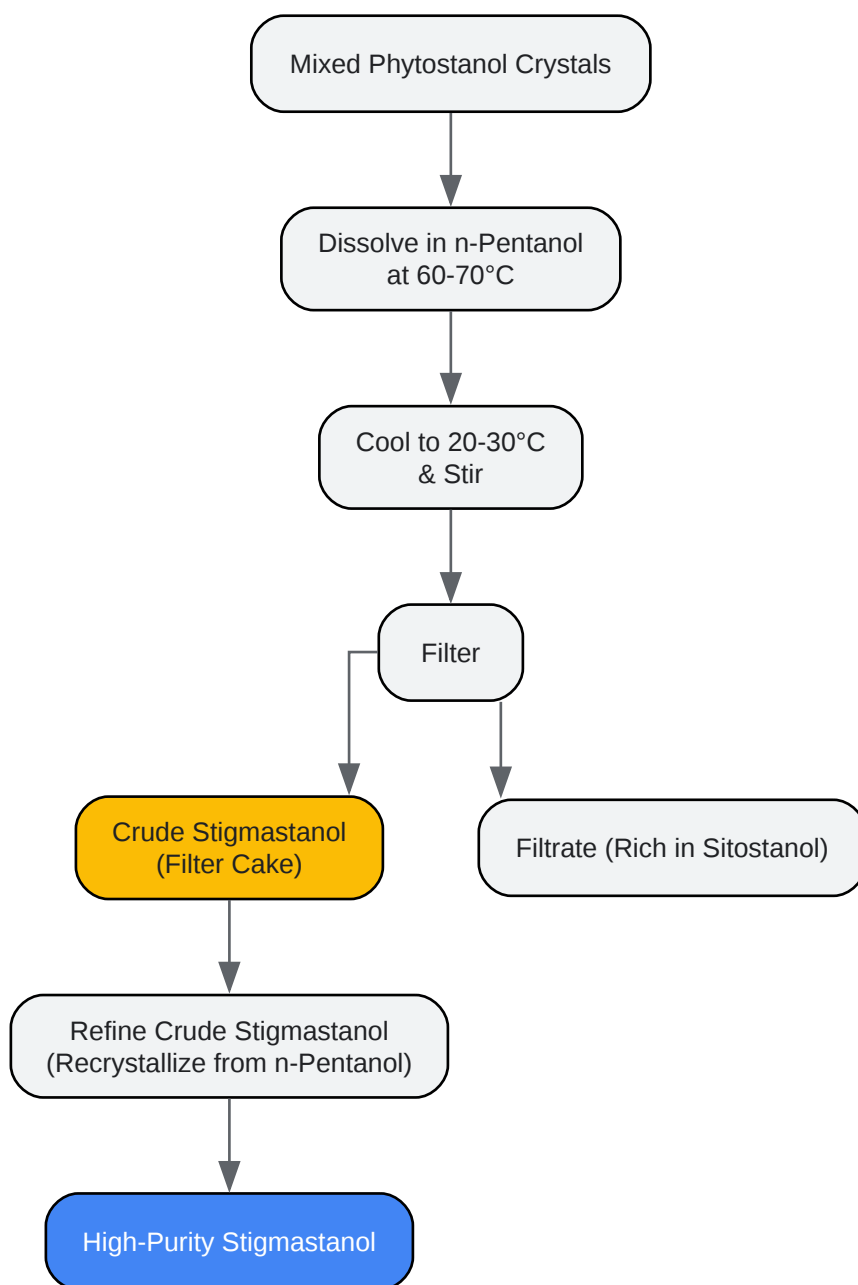 Mixed Phytostanol Crystals
Dissolve in n-Pentanol
at 60-70°C
Cool to 20-30°C
& Stir
Filter
Crude Stigmastanol
(Filter Cake)
Filtrate (Rich in Sitostanol)
Refine Crude Stigmastanol
(Recrystallize from n-Pentanol)
High-Purity Stigmastanol